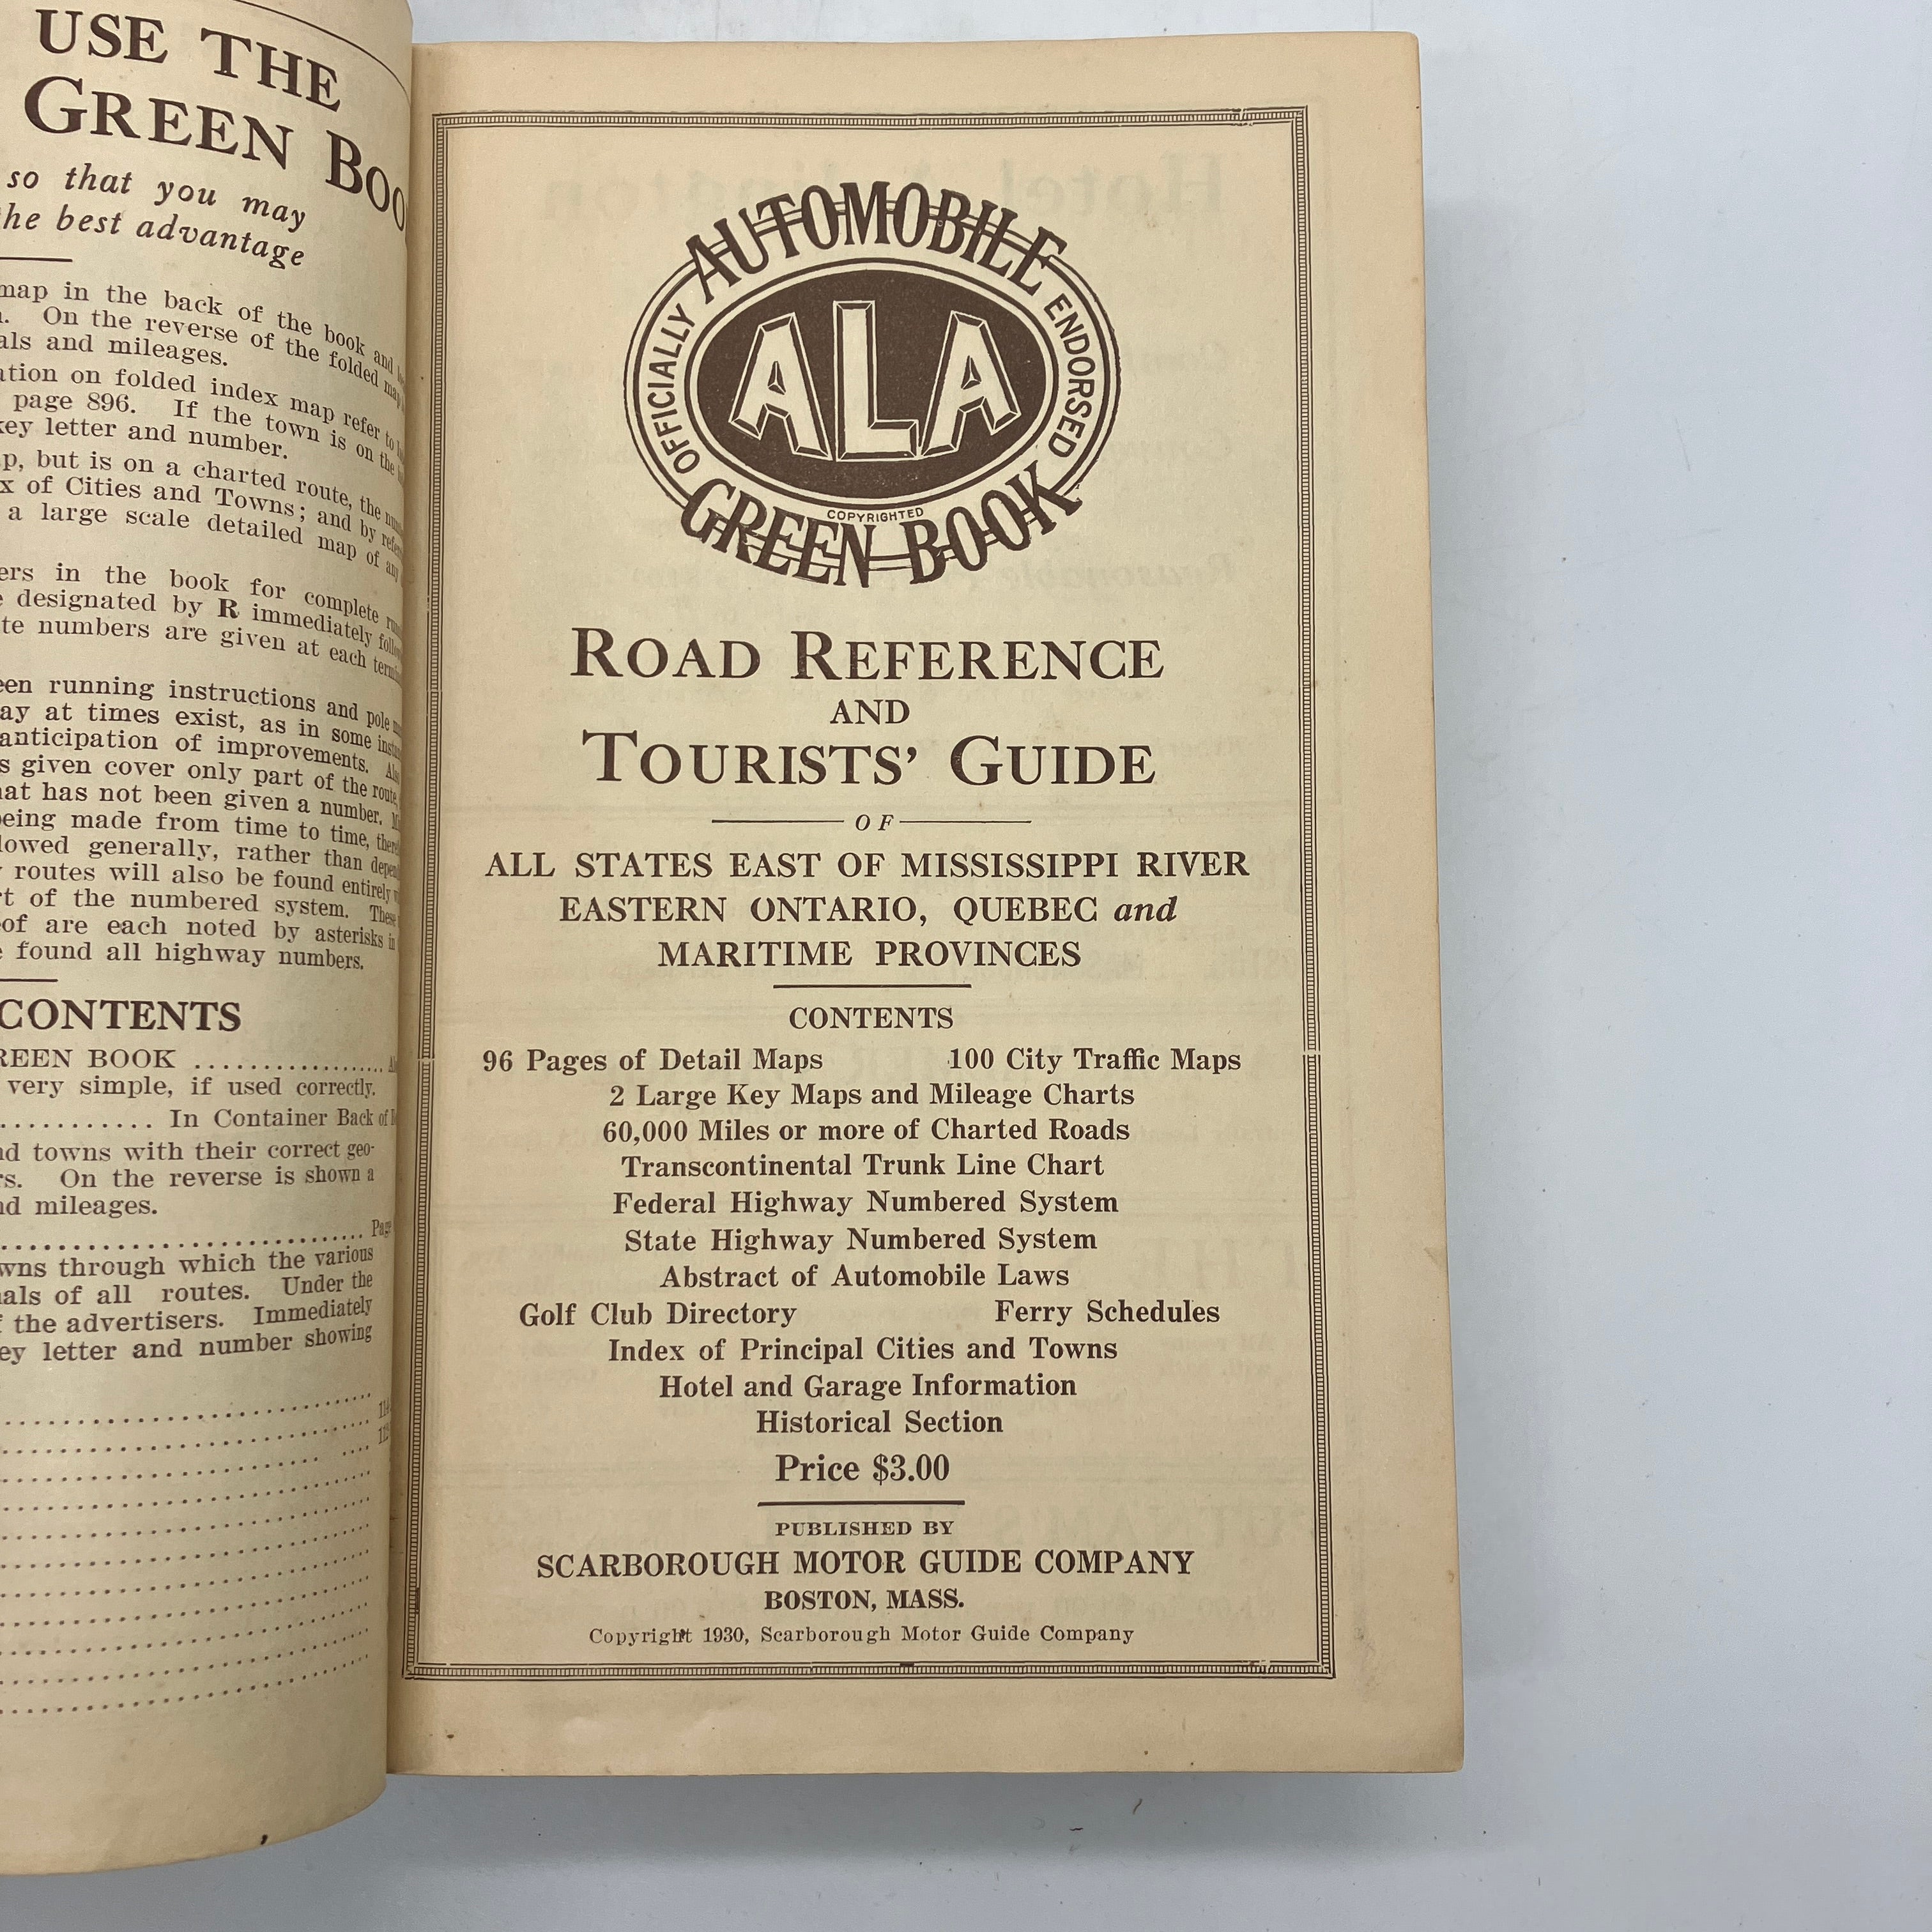 USE THE
GREEN BOO
so that you may
the best advantage
map in the back of the book and
On the reverse of the folded map
als and mileages.
ation on folded index map refer to
page 896. If the town is on the
key letter and number.
p, but is on a charted route, the
x of Cities and Towns; and by
a large scale detailed map of any
ers in the book for complete
e designated by R immediately
te numbers are given at each
een running instructions and pole
ay at times exist, as in some
anticipation of improvements.
s given cover only part of the route,
hat has not been given a number.
being made from time to time,
lowed generally, rather than
routes will also be found entirely
rt of the numbered system. These
of are each noted by asterisks in
e found all highway numbers.
CONTENTS
REEN BOOK
very simple, if used correctly.
In Container Back of
nd towns with their correct geo-
rs. On the reverse is shown a
nd mileages.
Page
wns through which the various
als of all routes. Under the
f the advertisers. Immediately
ey letter and number showing
AUTOMOBILE
OFFICIALLY ENDORSED
ALA
COPYRIGHTED
GREEN BOOK
ROAD REFERENCE
AND
TOURISTS' GUIDE
OF
ALL STATES EAST OF MISSISSIPPI RIVER
EASTERN ONTARIO, QUEBEC and
MARITIME PROVINCES
CONTENTS
96 Pages of Detail Maps 100 City Traffic Maps
2 Large Key Maps and Mileage Charts
60,000 Miles or more of Charted Roads
Transcontinental Trunk Line Chart
Federal Highway Numbered System
State Highway Numbered System
Abstract of Automobile Laws
Golf Club Directory Ferry Schedules
Index of Principal Cities and Towns
Hotel and Garage Information
Historical Section
Price $3.00
PUBLISHED BY
SCARBOROUGH MOTOR GUIDE COMPANY
BOSTON, MASS.
Copyright 1930, Scarborough Motor Guide Company